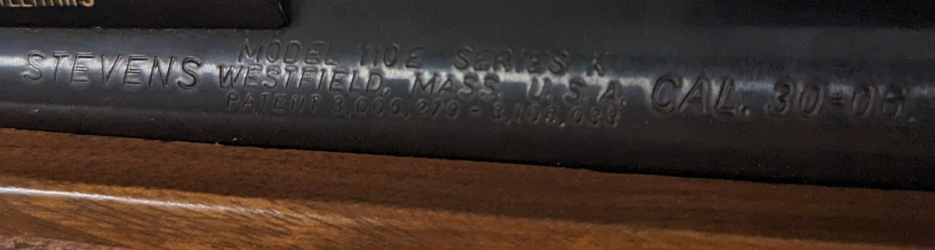 STEVENS
MODEL 110E SERIES K
WESTFIELD, MASS. U.S.A.
PATENT
CAL. 30-06.